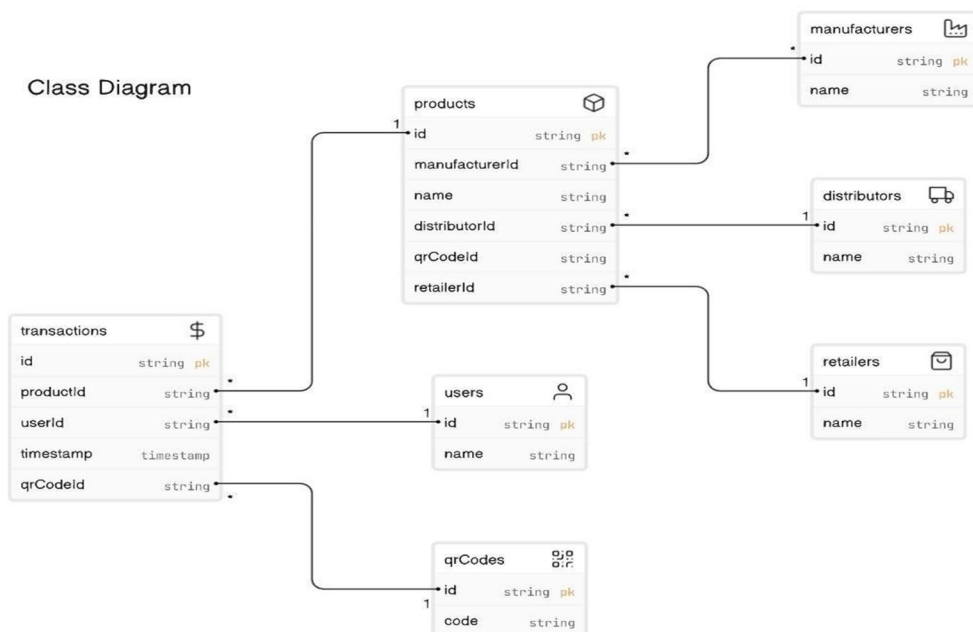 Class Diagram
manufacturers
* id string pk
name string
products
1 id string pk
manufacturerId string *
name string
distributorId string *
qrCodeId string
retailerId string *
distributors
1 id string pk
name string
retailers
1 id string pk
name string
transactions $
id string pk
productId string *
userId string *
timestamp timestamp
qrCodeId string *
users
1 id string pk
name string
qrCodes
1 id string pk
code string